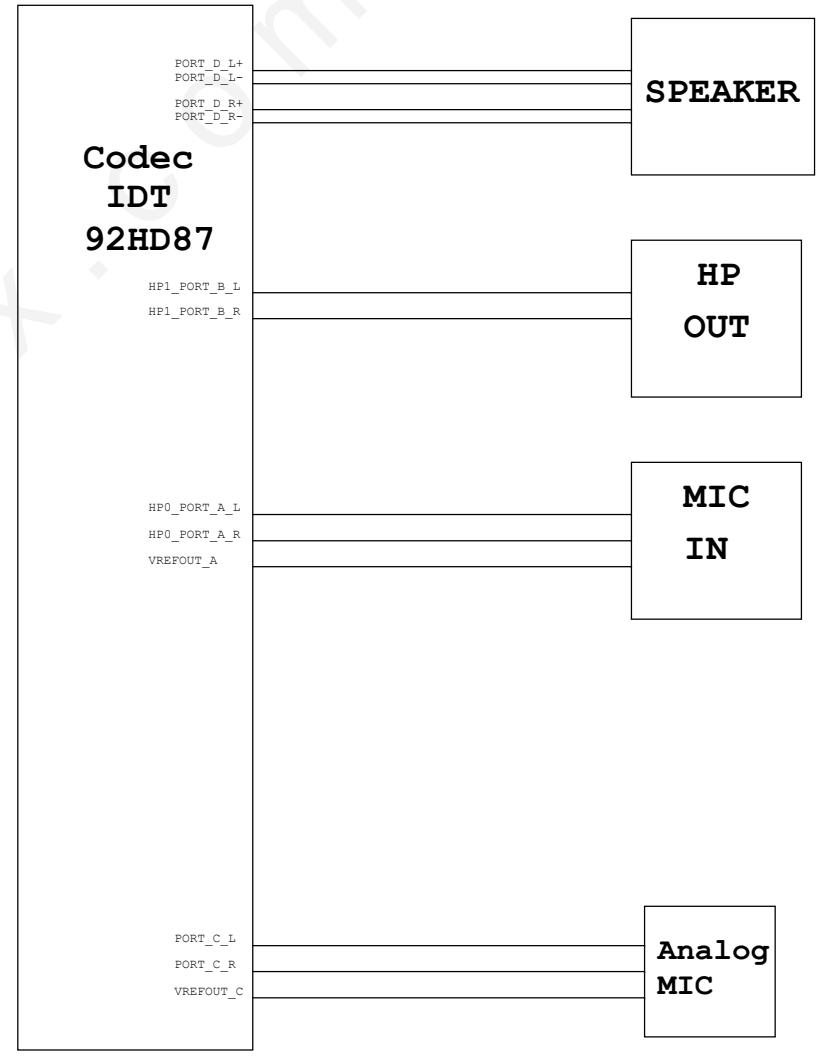 PORT_D_L+
PORT_D_L-
PORT_D_R+
PORT_D_R-
SPEAKER
Codec
IDT
92HD87
HP1_PORT_B_L
HP1_PORT_B_R
HP
OUT
HP0_PORT_A_L
HP0_PORT_A_R
VREFOUT_A
MIC
IN
PORT_C_L
PORT_C_R
VREFOUT_C
Analog
MIC
x.com